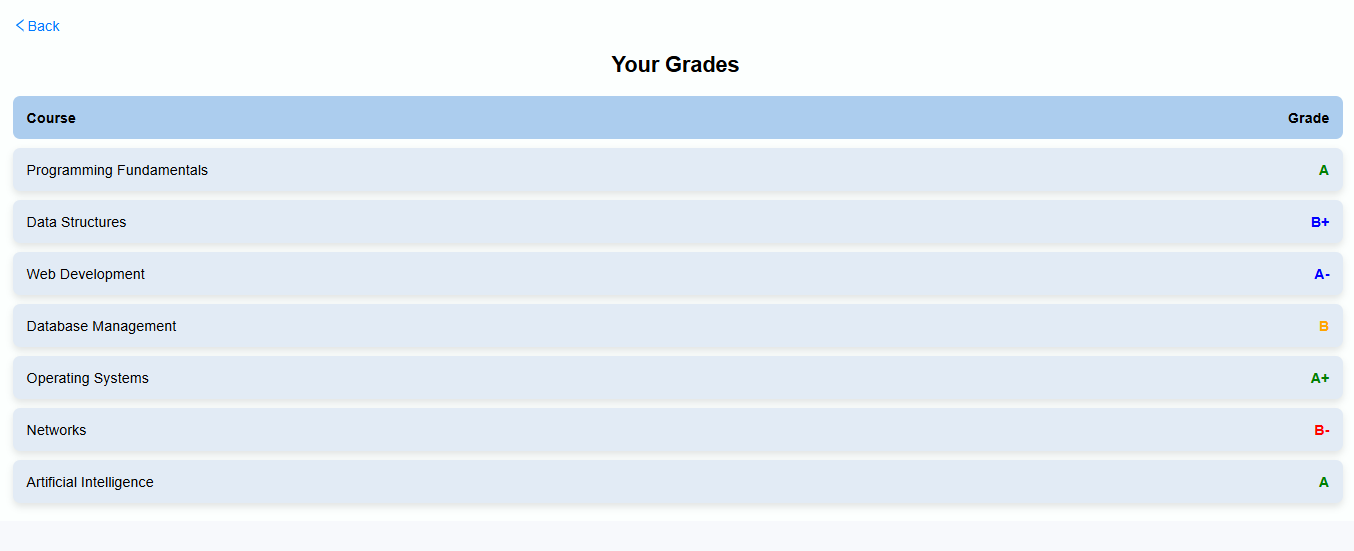 Back
Your Grades
Course Grade
Programming Fundamentals A
Data Structures B+
Web Development A-
Database Management B
Operating Systems A+
Networks B-
Artificial Intelligence A